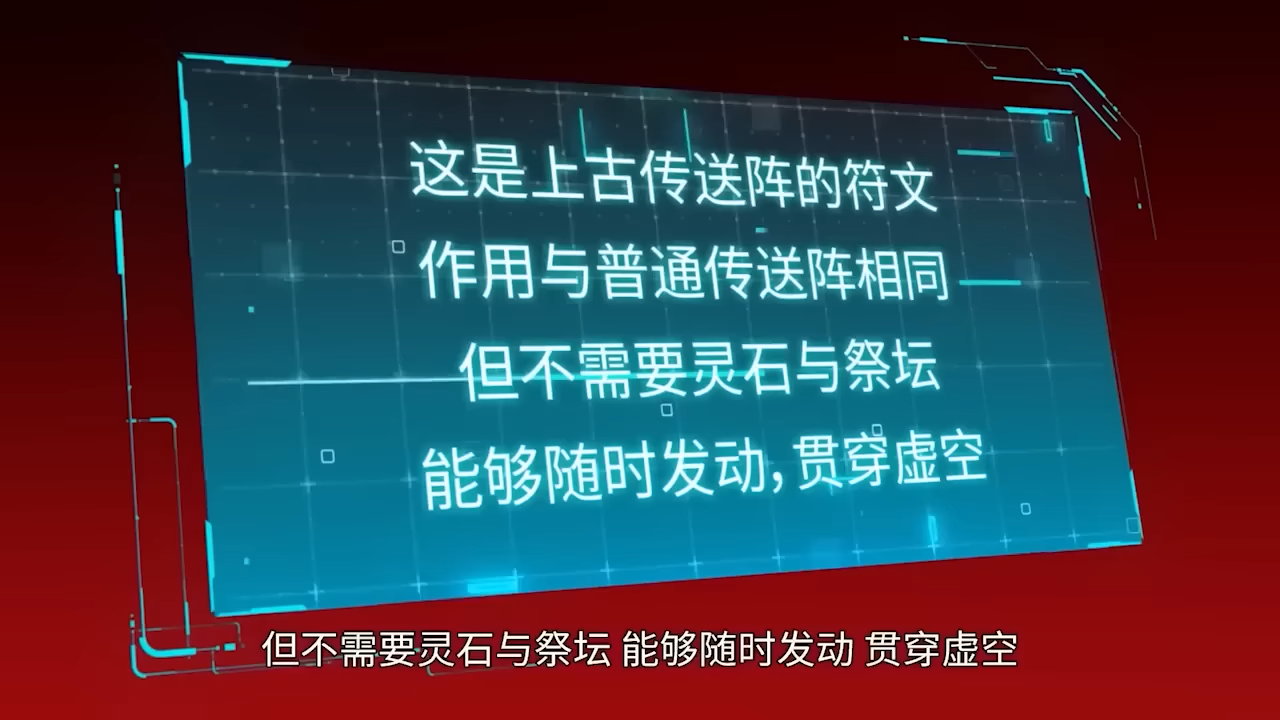 这是上古传送阵的符文
作用与普通传送阵相同
但不需要灵石与祭坛
能够随时发动,贯穿虚空
但不需要灵石与祭坛 能够随时发动 贯穿虚空